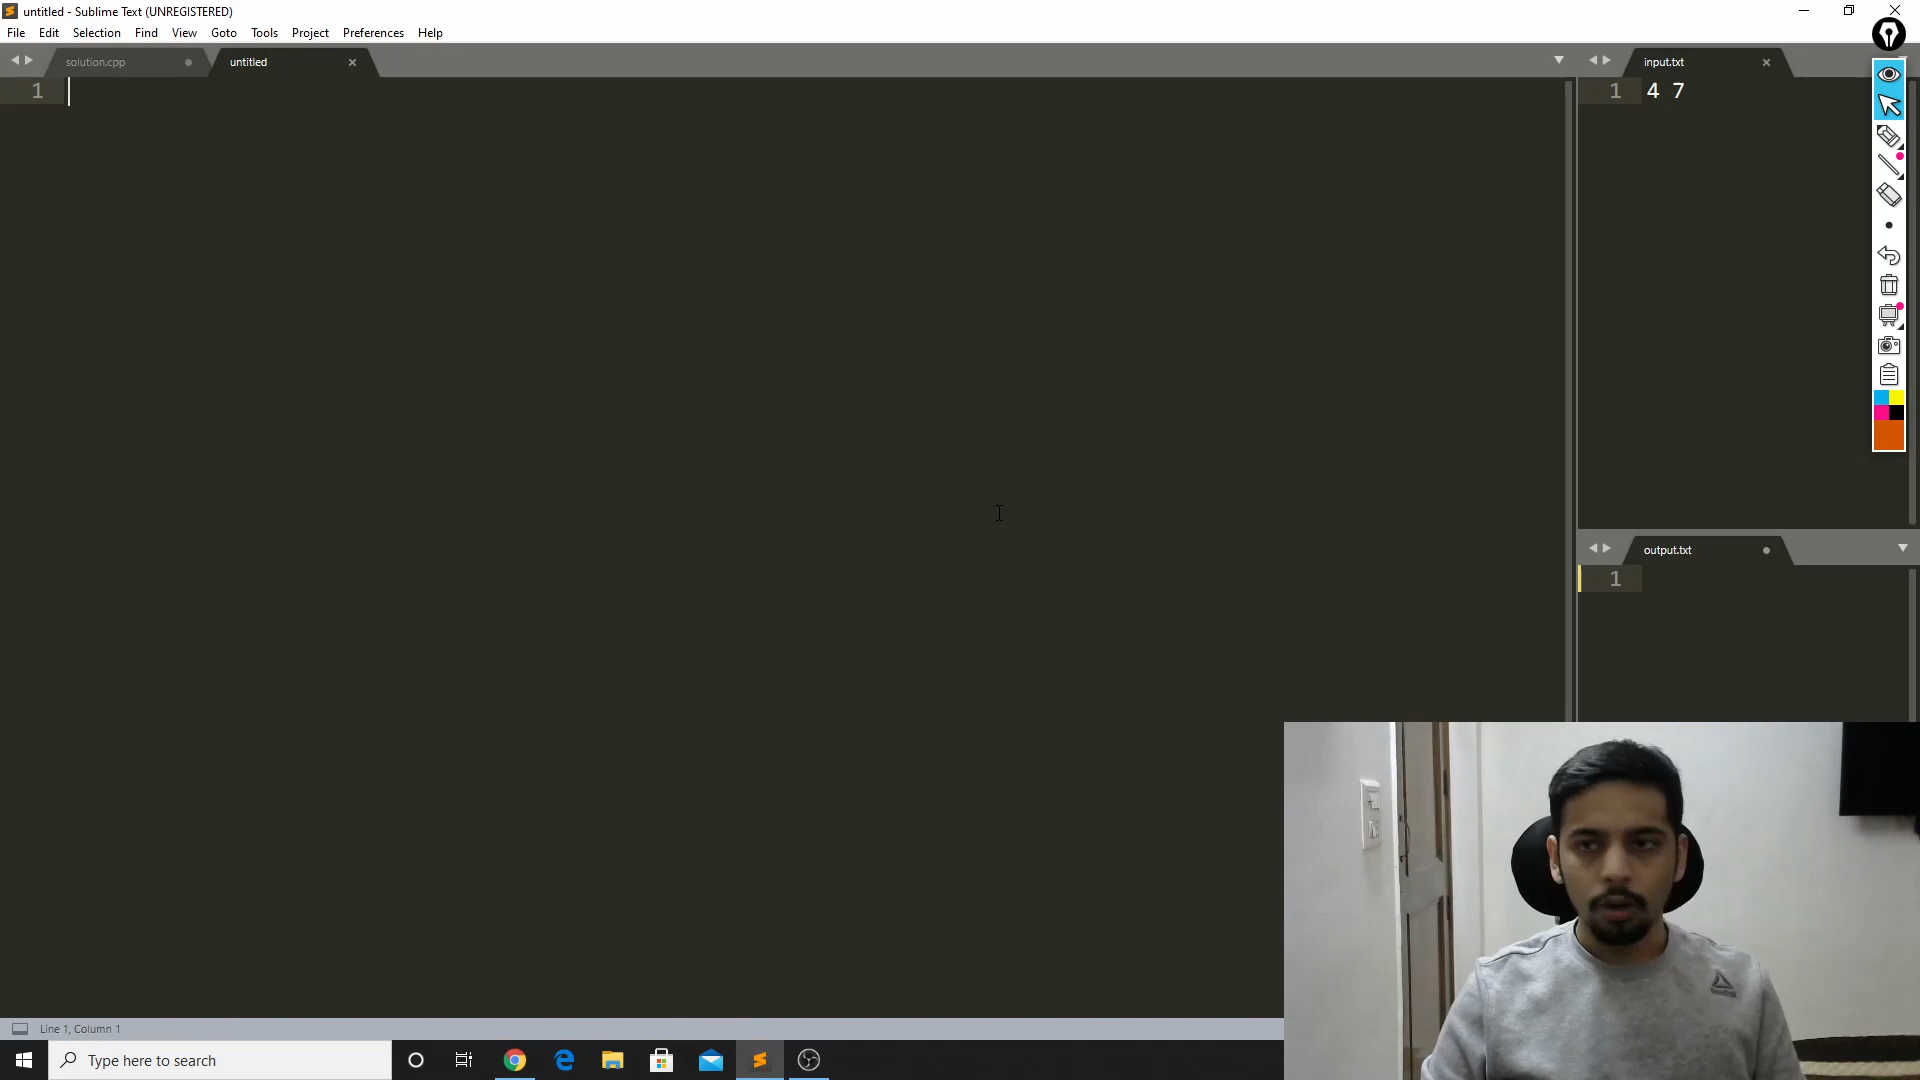 untitled - Sublime Text (UNREGISTERED)
File Edit Selection Find View Goto Tools Project Preferences Help
solution.cpp
untitled
input.txt
1
1 4 7
output.txt
1
Line 1, Column 1
Type here to search
Reebok